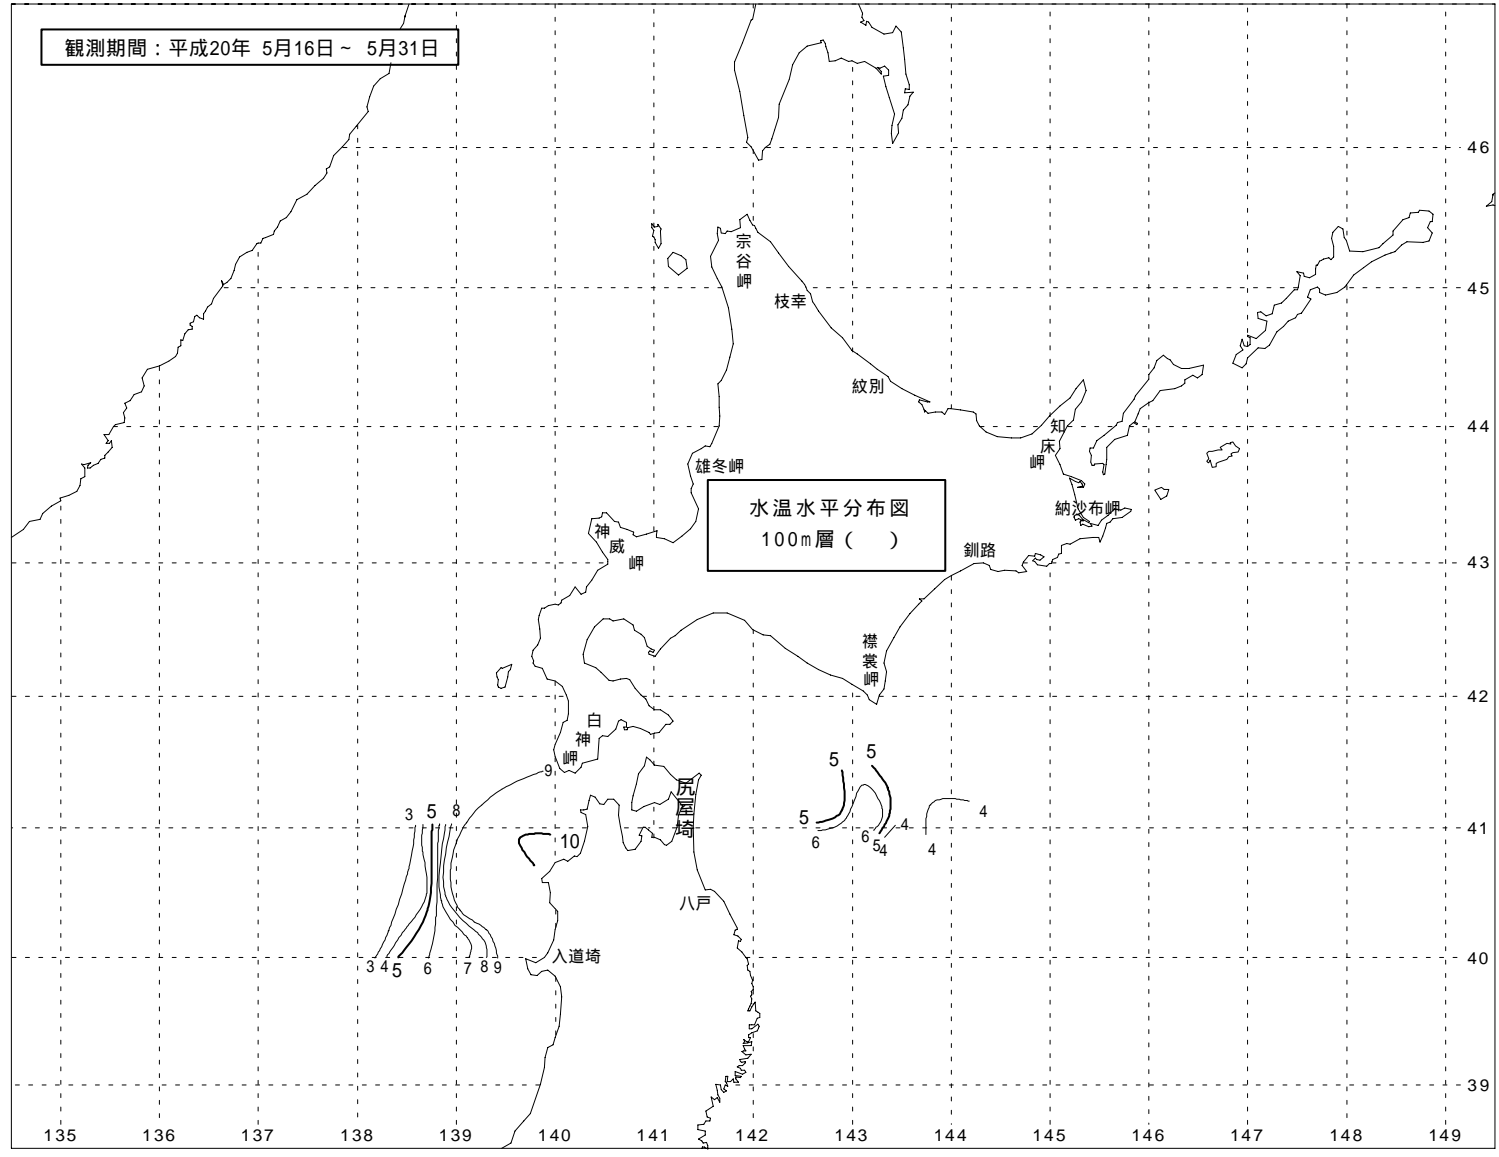 観測期間：平成20年 5月16日～ 5月31日
46
宗谷岬
45
枝幸
紋別
44
知床岬
雄冬岬
水温水平分布図
100m層（　）
納沙布岬
神威岬
釧路
43
襟裳岬
42
白神岬
9
5 5
3 5 8
尻屋埼
5 4 4
41
10
6 6 5 4 4
八戸
入道埼
3 4 5 6 7 8 9
40
39
135 136 137 138 139 140 141 142 143 144 145 146 147 148 149